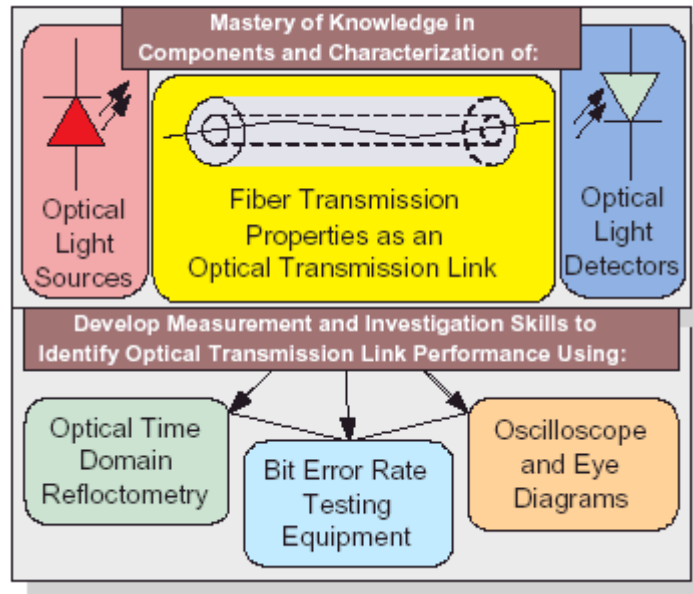 Mastery of Knowledge in
Components and Characterization of:
Optical
Light
Sources
Fiber Transmission
Properties as an
Optical Transmission Link
Optical
Light
Detectors
Develop Measurement and Investigation Skills to
Identify Optical Transmission Link Performance Using:
Optical Time
Domain
Refloctometry
Bit Error Rate
Testing
Equipment
Oscilloscope
and Eye
Diagrams